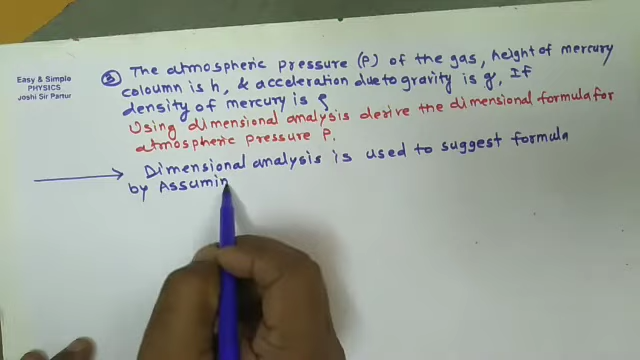 Easy & Simple
PHYSICS
Joshi Sir Partur
③ The atmospheric pressure (P) of the gas, height of mercury
coloumn is h, & acceleration due to gravity is g, If
density of mercury is ρ
Using dimensional analysis derive the dimensional formula for
atmospheric pressure P.
Dimensional analysis is used to suggest formula
by Assumin